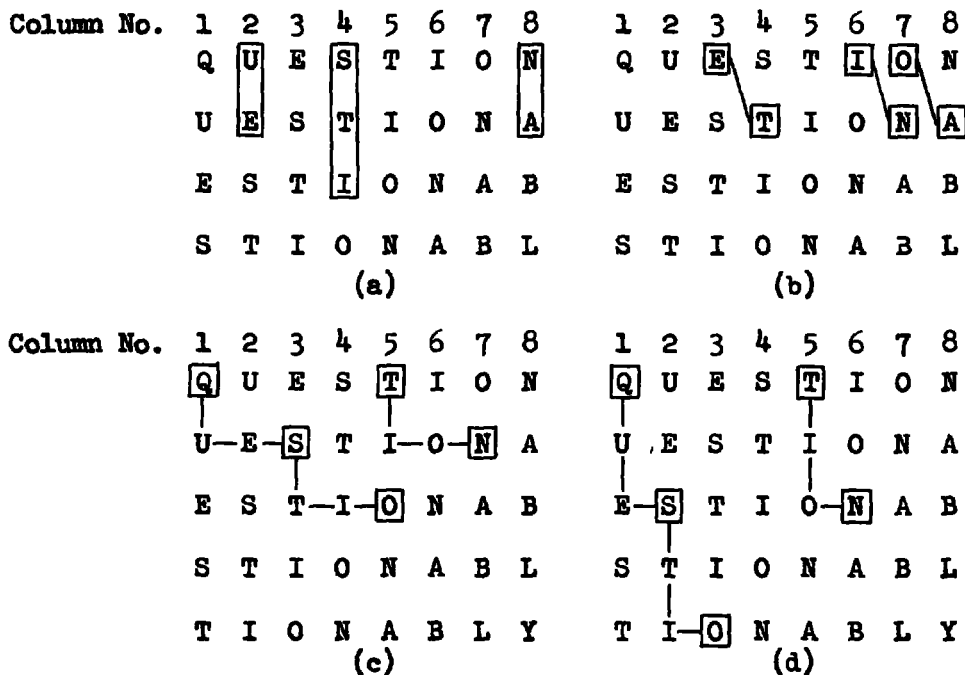 Column No. 1 2 3 4 5 6 7 8 1 2 3 4 5 6 7 8
Q U E S T I O N Q U E S T I O N
U E S T I O N A U E S T I O N A
E S T I O N A B E S T I O N A B
S T I O N A B L S T I O N A B L
(a) (b)
Column No. 1 2 3 4 5 6 7 8 1 2 3 4 5 6 7 8
Q U E S T I O N Q U E S T I O N
U E S T I O N A U E S T I O N A
E S T I O N A B E S T I O N A B
S T I O N A B L S T I O N A B L
T I O N A B L Y T I O N A B L Y
(c) (d)